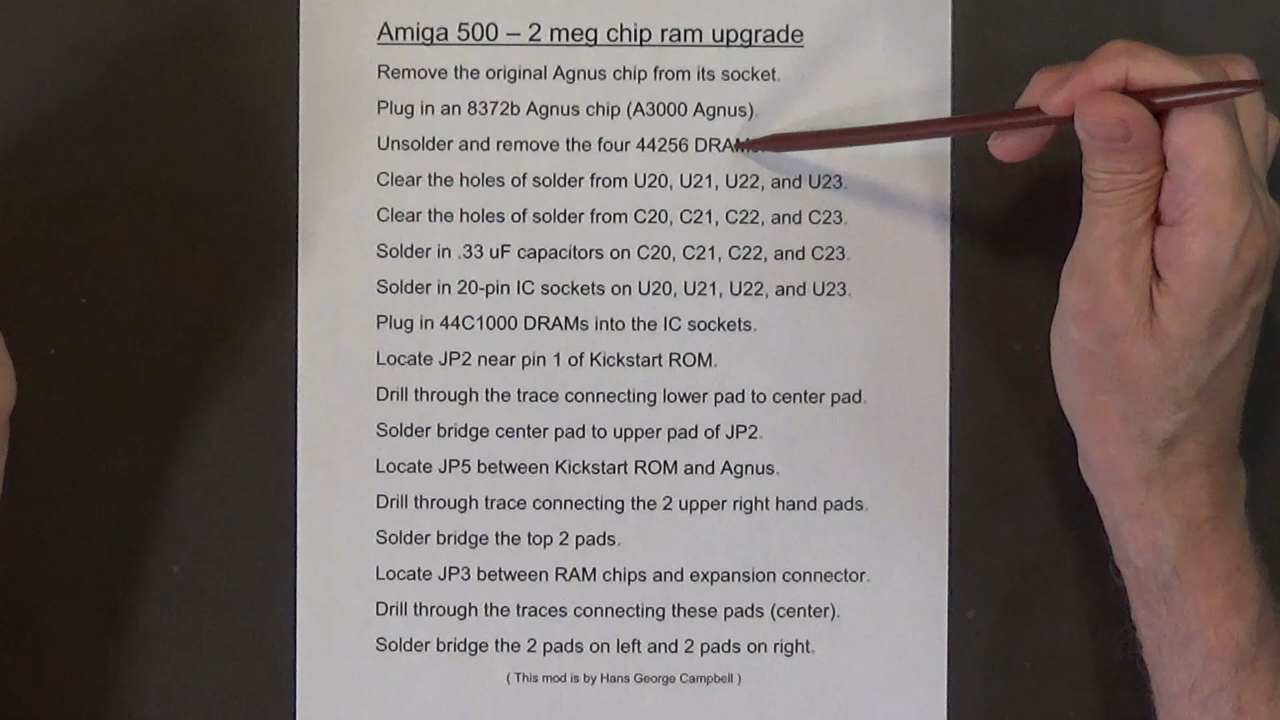 Amiga 500 – 2 meg chip ram upgrade
Remove the original Agnus chip from its socket.
Plug in an 8372b Agnus chip (A3000 Agnus).
Unsolder and remove the four 44256 DRAMs.
Clear the holes of solder from U20, U21, U22, and U23.
Clear the holes of solder from C20, C21, C22, and C23.
Solder in .33 uF capacitors on C20, C21, C22, and C23.
Solder in 20-pin IC sockets on U20, U21, U22, and U23.
Plug in 44C1000 DRAMs into the IC sockets.
Locate JP2 near pin 1 of Kickstart ROM.
Drill through the trace connecting lower pad to center pad.
Solder bridge center pad to upper pad of JP2.
Locate JP5 between Kickstart ROM and Agnus.
Drill through trace connecting the 2 upper right hand pads.
Solder bridge the top 2 pads.
Locate JP3 between RAM chips and expansion connector.
Drill through the traces connecting these pads (center).
Solder bridge the 2 pads on left and 2 pads on right.
( This mod is by Hans George Campbell )